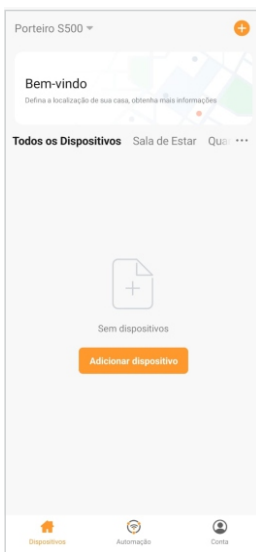 Porteiro S500
Bem-vindo
Defina a localização de sua casa, obtenha mais informações
Todos os Dispositivos Sala de Estar Qua
Sem dispositivos
Adicionar dispositivo
Dispositivos Automação Conta